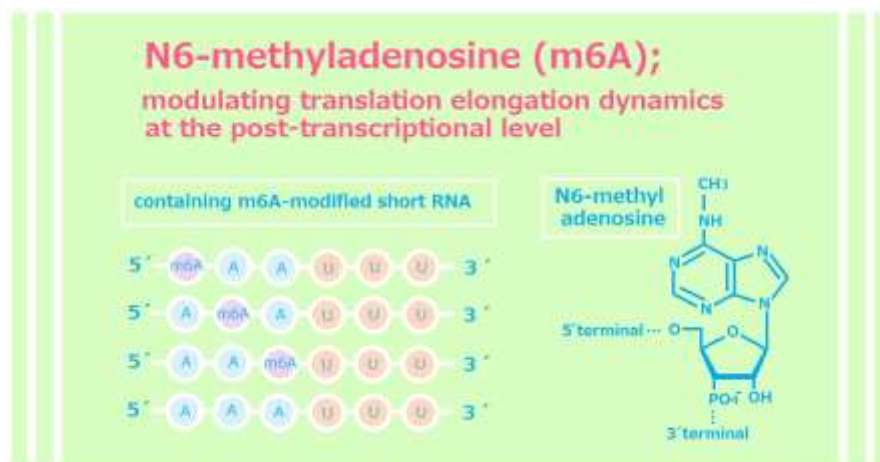 N6-methyladenosine (m6A);
modulating translation elongation dynamics
at the post-transcriptional level
containing m6A-modified short RNA
5´ m6A A A U U U 3´
5´ A m6A A U U U 3´
5´ A A m6A U U U 3´
5´ A A A U U U 3´
N6-methyl
adenosine
CH3
NH
N N
N N
5´terminal ··· O O
PO4- OH
3´terminal